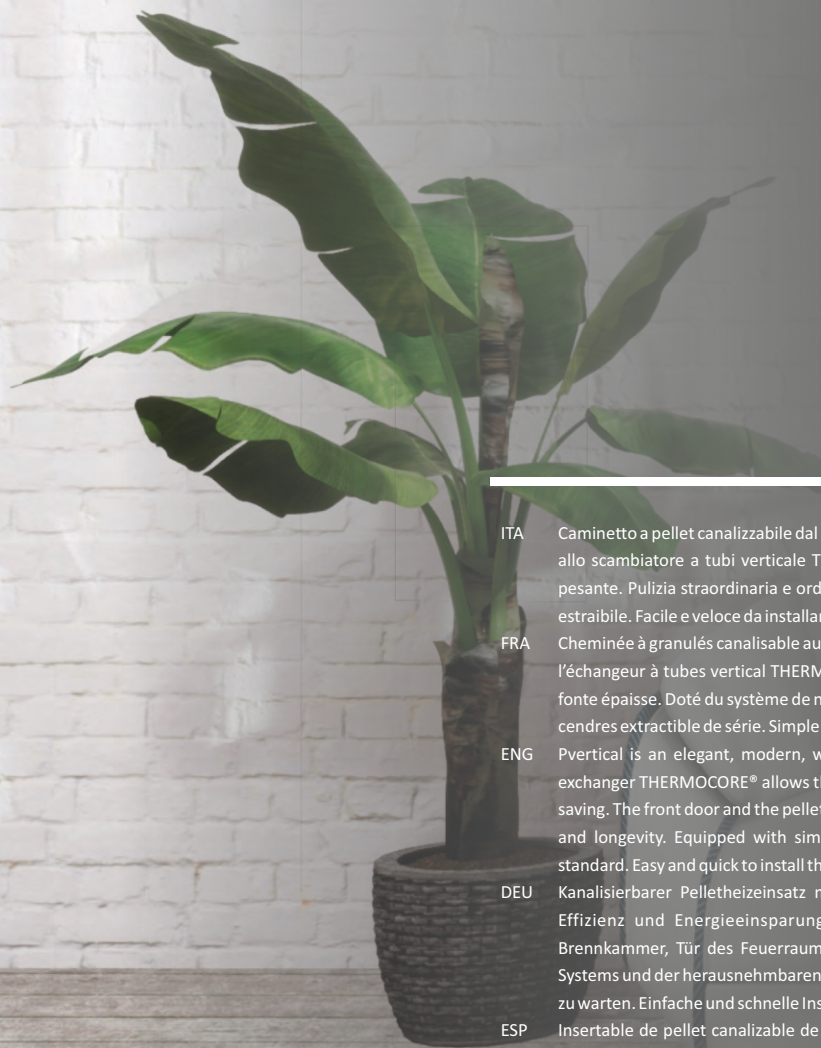 ITA Caminetto a pellet canalizzabile dal
allo scambiatore a tubi verticale T
pesante. Pulizia straordinaria e ord
estraibile. Facile e veloce da installar
FRA Cheminée à granulés canalisable au
l’échangeur à tubes vertical THERM
fonte épaisse. Doté du système de n
cendres extractible de série. Simple
ENG Pvertical is an elegant, modern, w
exchanger THERMOCORE® allows th
saving. The front door and the pellet
and longevity. Equipped with sim
standard. Easy and quick to install th
DEU Kanalisierbarer Pelletheizeinsatz m
Effizienz und Energieeinsparung
Brennkammer, Tür des Feuerraum
Systems und der herausnehmbaren
zu warten. Einfache und schnelle Ins
ESP Insertable de pellet canalizable de